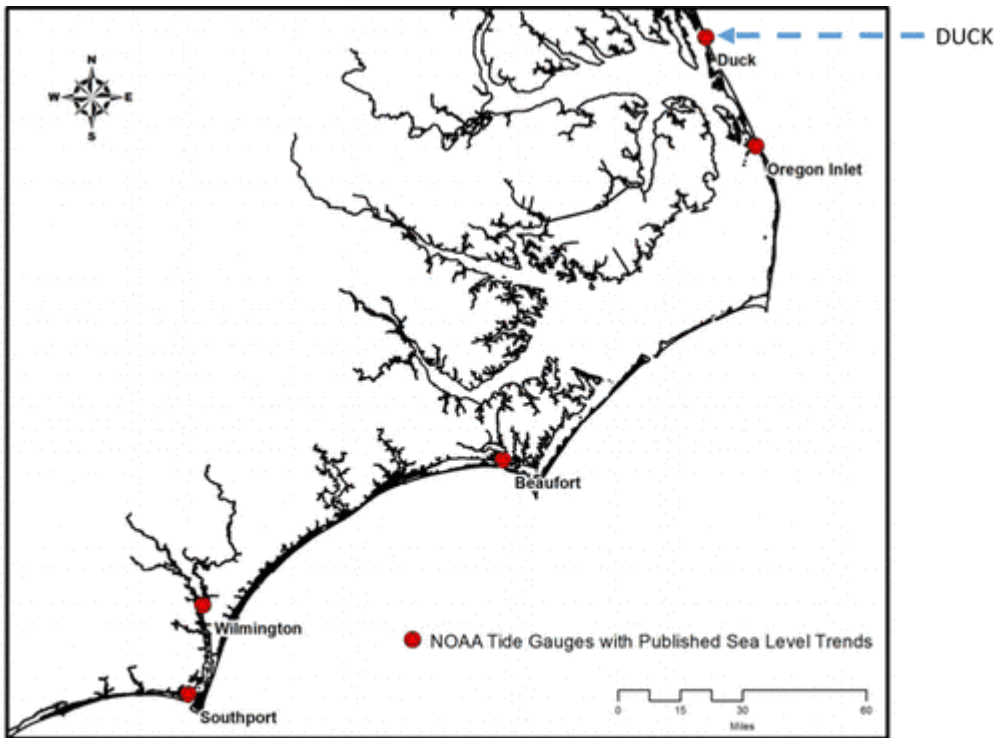 DUCK
N
W E
S
Duck
Oregon Inlet
Beaufort
Wilmington
NOAA Tide Gauges with Published Sea Level Trends
Southport
0 15 30 60
Miles